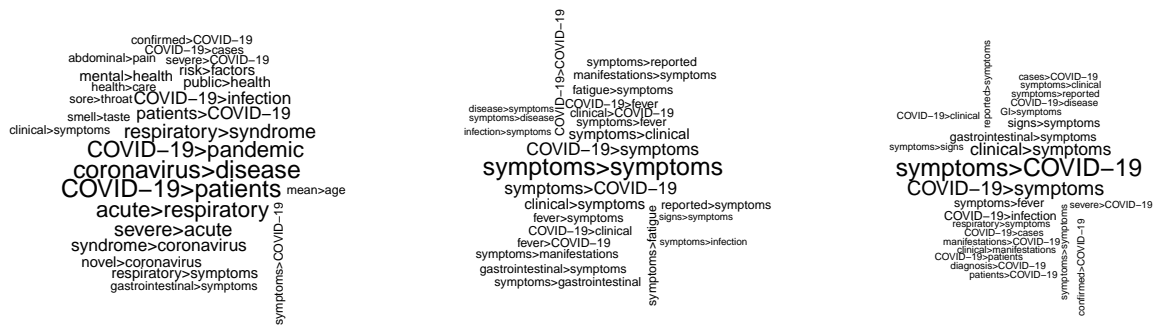 confirmed>COVID−19
COVID−19>cases
abdominal>pain severe>COVID−19
mental>health risk>factors
health>care public>health
sore>throat COVID−19>infection
smell>taste patients>COVID−19
clinical>symptoms respiratory>syndrome
COVID−19>pandemic
coronavirus>disease
COVID−19>patients mean>age
acute>respiratory
severe>acute
syndrome>coronavirus
novel>coronavirus
respiratory>symptoms
gastrointestinal>symptoms
symptoms>COVID−19
COVID−19>COVID−19
symptoms>reported
manifestations>symptoms
fatigue>symptoms
disease>symptoms COVID−19>fever
symptoms>disease clinical>COVID−19
symptoms>fever
infection>symptoms symptoms>clinical
COVID−19>symptoms
symptoms>symptoms
symptoms>COVID−19
clinical>symptoms reported>symptoms
fever>symptoms signs>symptoms
COVID−19>clinical
fever>COVID−19 symptoms>infection
symptoms>manifestations
gastrointestinal>symptoms
symptoms>gastrointestinal
symptoms>fatigue
reported>symptoms
cases>COVID−19
symptoms>clinical
symptoms>reported
COVID−19>disease
COVID−19>clinical GI>symptoms
signs>symptoms
gastrointestinal>symptoms
symptoms>signs clinical>symptoms
symptoms>COVID−19
COVID−19>symptoms
symptoms>fever severe>COVID−19
COVID−19>infection
respiratory>symptoms
COVID−19>cases
manifestations>COVID−19
clinical>manifestations
COVID−19>patients
diagnosis>COVID−19
patients>COVID−19
symptoms>symptoms
confirmed>COVID−19